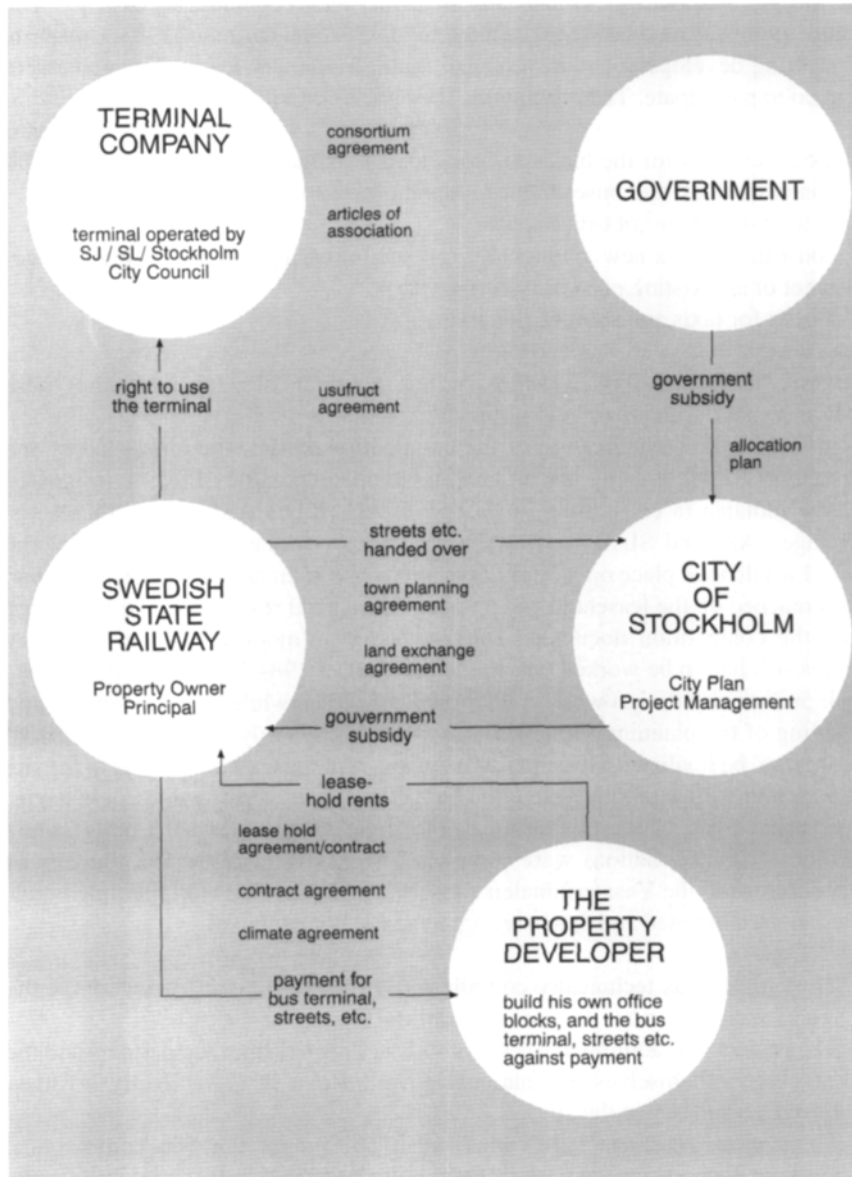 TERMINAL
COMPANY
terminal operated by
SJ / SL/ Stockholm
City Council
consortium
agreement
articles of
association
GOVERNMENT
right to use
the terminal
usufruct
agreement
government
subsidy
allocation
plan
streets etc.
handed over
SWEDISH
STATE
RAILWAY
Property Owner
Principal
town planning
agreement
land exchange
agreement
CITY
OF
STOCKHOLM
City Plan
Project Management
gouvernment
subsidy
lease-
hold rents
lease hold
agreement/contract
contract agreement
climate agreement
payment for
bus terminal,
streets, etc.
THE
PROPERTY
DEVELOPER
build his own office
blocks, and the bus
terminal, streets etc.
against payment